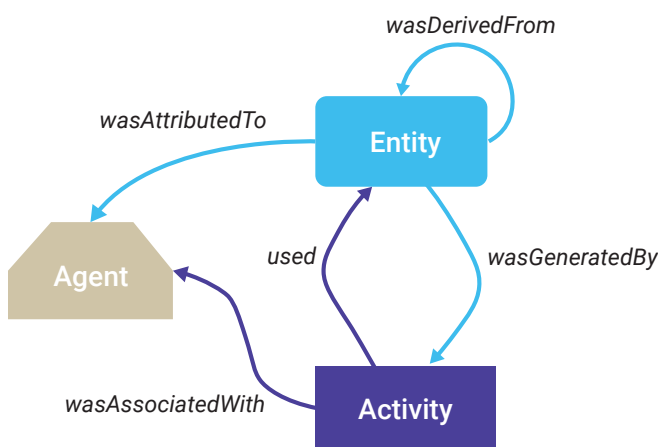 wasDerivedFrom
wasAttributedTo
Entity
used
wasGeneratedBy
Agent
wasAssociatedWith
Activity